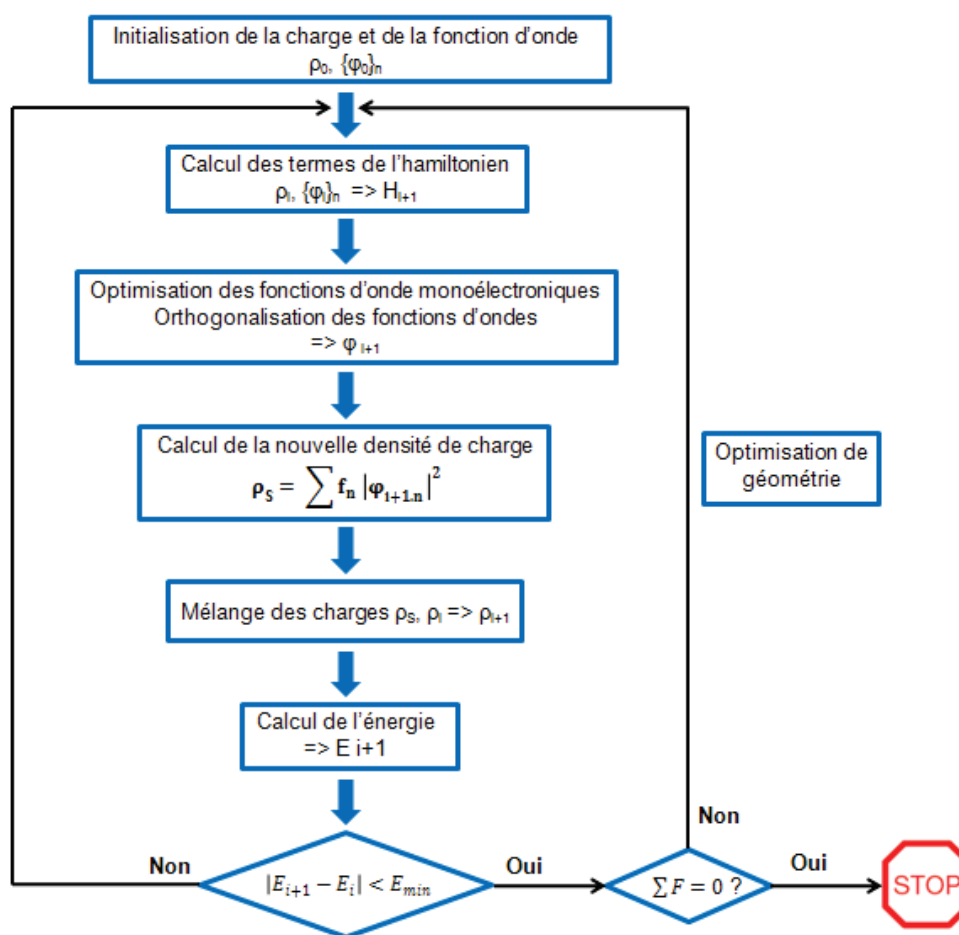 Initialisation de la charge et de la fonction d'onde
ρ₀, {φ₀}ₙ
Calcul des termes de l'hamiltonien
ρᵢ, {φᵢ}ₙ => Hᵢ₊₁
Optimisation des fonctions d'onde monoélectroniques
Orthogonalisation des fonctions d'ondes
=> φ ᵢ₊₁
Calcul de la nouvelle densité de charge
ρₛ = ∑ fₙ |φᵢ₊₁.ₙ|²
Optimisation de
géométrie
Mélange des charges ρₛ, ρᵢ => ρᵢ₊₁
Calcul de l'énergie
=> E i+1
Non
Non
|Eᵢ₊₁ − Eᵢ| < E_min
Oui
∑F = 0 ?
Oui
STOP